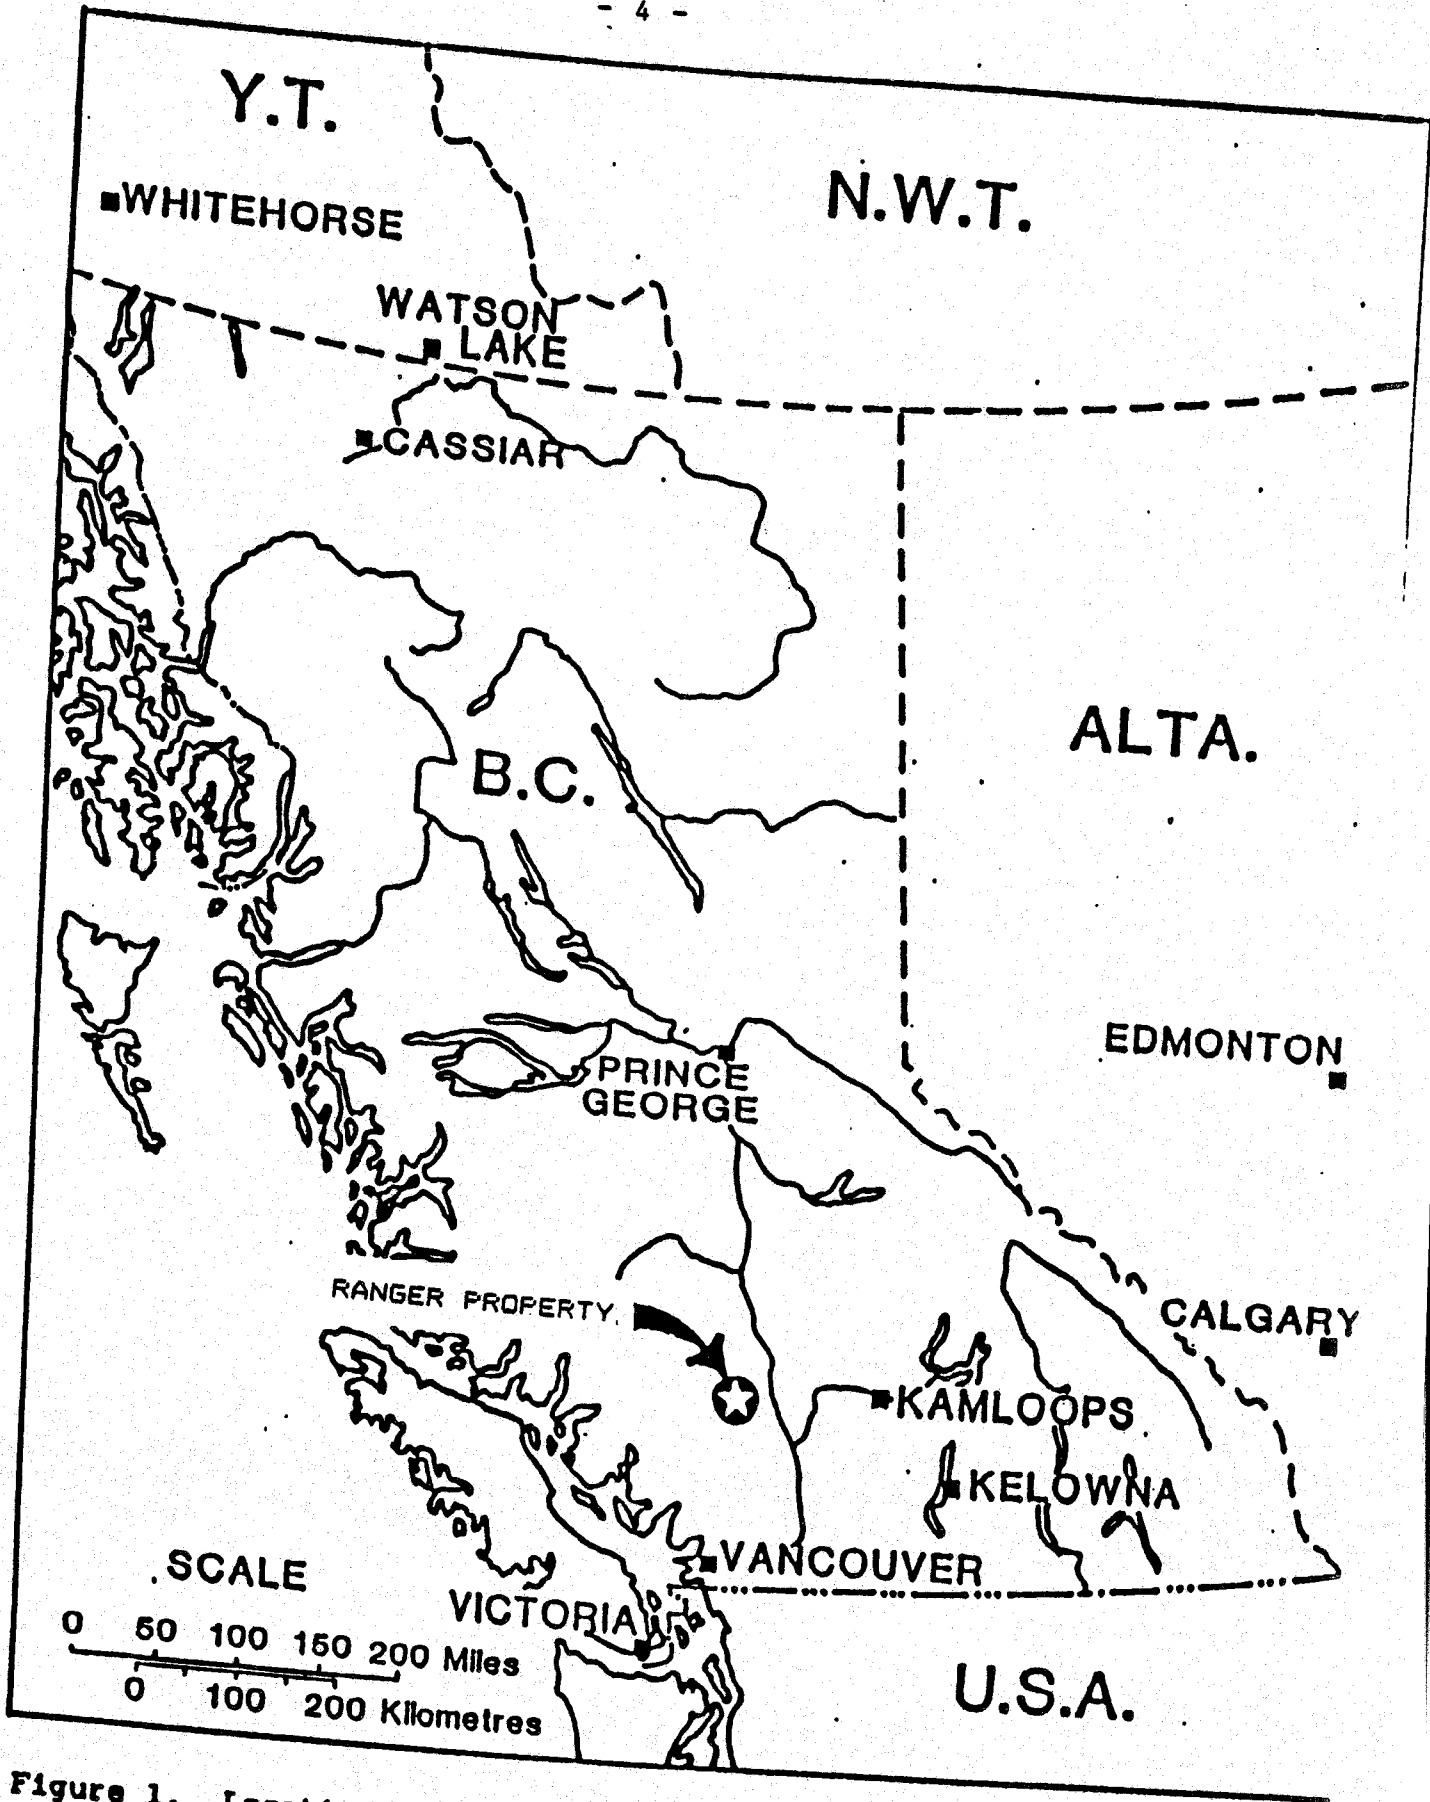 - 4 -
Y.T.
N.W.T.
WHITEHORSE
WATSON
LAKE
CASSIAR
ALTA.
B.C.
EDMONTON
PRINCE
GEORGE
RANGER PROPERTY
CALGARY
KAMLOOPS
KELOWNA
VANCOUVER
SCALE
VICTORIA
0 50 100 150 200 Miles
0 100 200 Kilometres
U.S.A.
Figure 1.